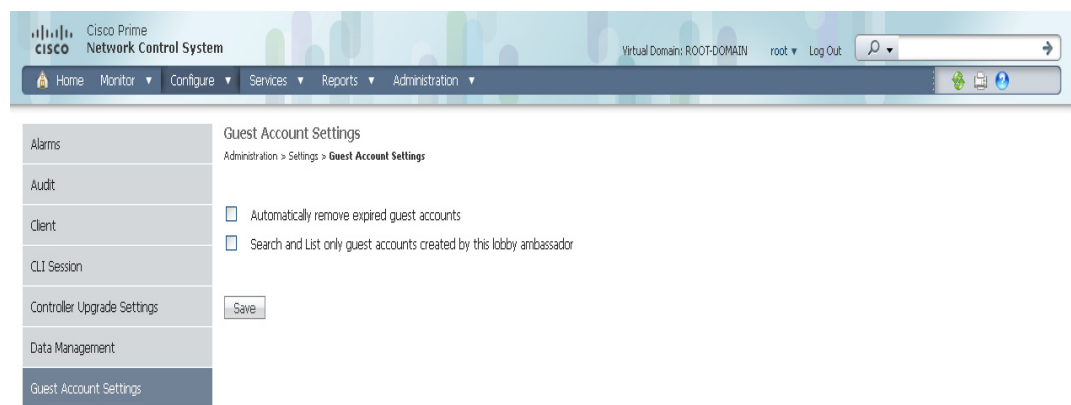 Cisco Prime
CISCO Network Control System
Virtual Domain: ROOT-DOMAIN root ▼ Log Out
Home Monitor ▼ Configure ▼ Services ▼ Reports ▼ Administration ▼
Alarms
Audit
Client
CLI Session
Controller Upgrade Settings
Data Management
Guest Account Settings
Guest Account Settings
Administration > Settings > Guest Account Settings
Automatically remove expired guest accounts
Search and List only guest accounts created by this lobby ambassador
Save